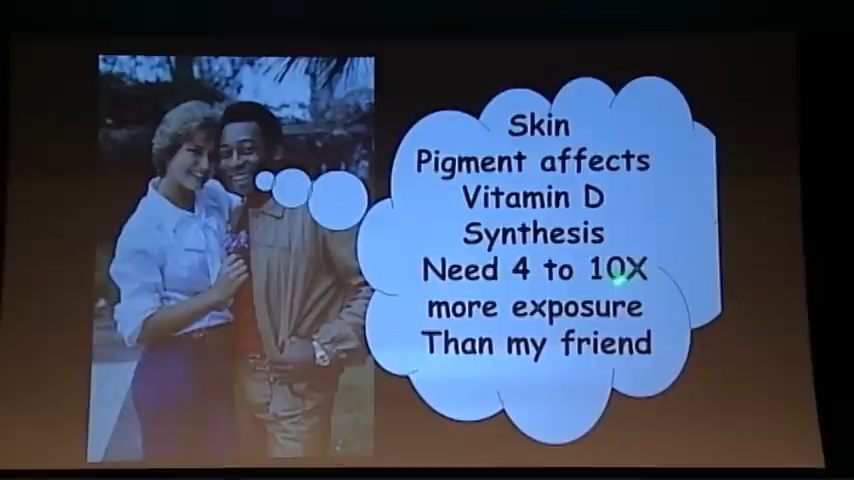 Skin
Pigment affects
Vitamin D
Synthesis
Need 4 to 10X
more exposure
Than my friend